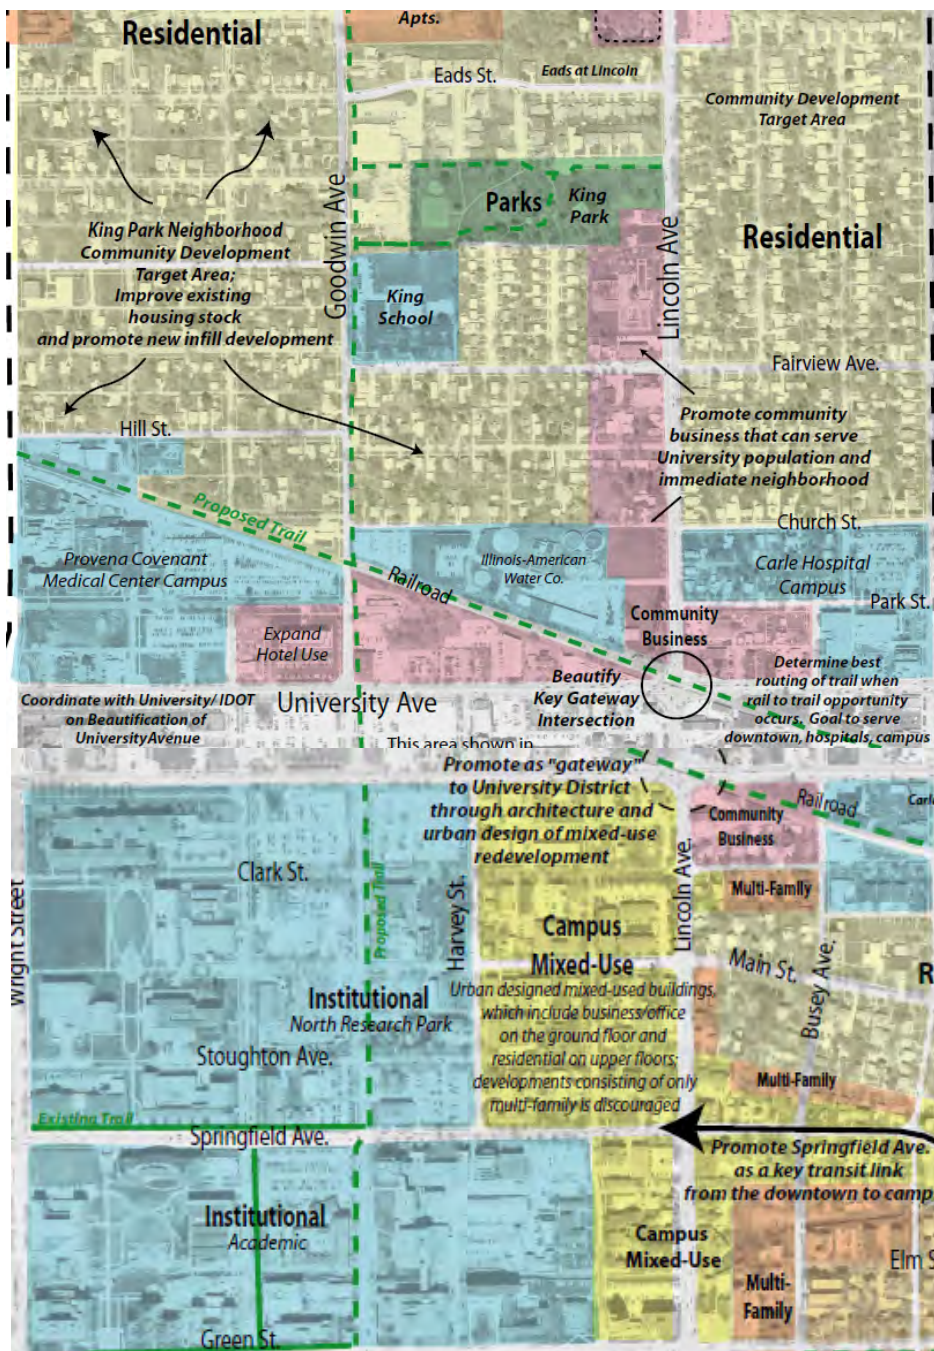 Residential
Apts.
Eads St.
Eads at Lincoln
Community Development
Target Area
Goodwin Ave
Parks
King
Park
Lincoln Ave
Residential
King Park Neighborhood
Community Development
Target Area;
Improve existing
housing stock
and promote new infill development
King
School
Fairview Ave.
Hill St.
Promote community
business that can serve
University population and
immediate neighborhood
Proposed Trail
Church St.
Provena Covenant
Medical Center Campus
Railroad
Illinois-American
Water Co.
Carle Hospital
Campus
Park St.
Expand
Hotel Use
Community
Business
Coordinate with University/ IDOT
on Beautification of
UniversityAvenue
University Ave
Beautify
Key Gateway
Intersection
Determine best
routing of trail when
rail to trail opportunity
occurs. Goal to serve
downtown, hospitals, campus
This area shown in
Promote as "gateway"
to University District
through architecture and
urban design of mixed-use
redevelopment
Railroad
Community
Business
Wright Street
Clark St.
Proposed Trail
Harvey St.
Lincoln Ave.
Multi-Family
Campus
Mixed-Use
Main St.
Busey Ave.
R
Urban designed mixed-used buildings,
which include business/office
on the ground floor and
residential on upper floors;
developments consisting of only
multi-family is discouraged
Institutional
North Research Park
Stoughton Ave.
Multi-Family
Existing Trail
Springfield Ave.
Promote Springfield Ave.
as a key transit link
from the downtown to camp
Institutional
Academic
Campus
Mixed-Use
Multi-
Family
Elm S
Green St.